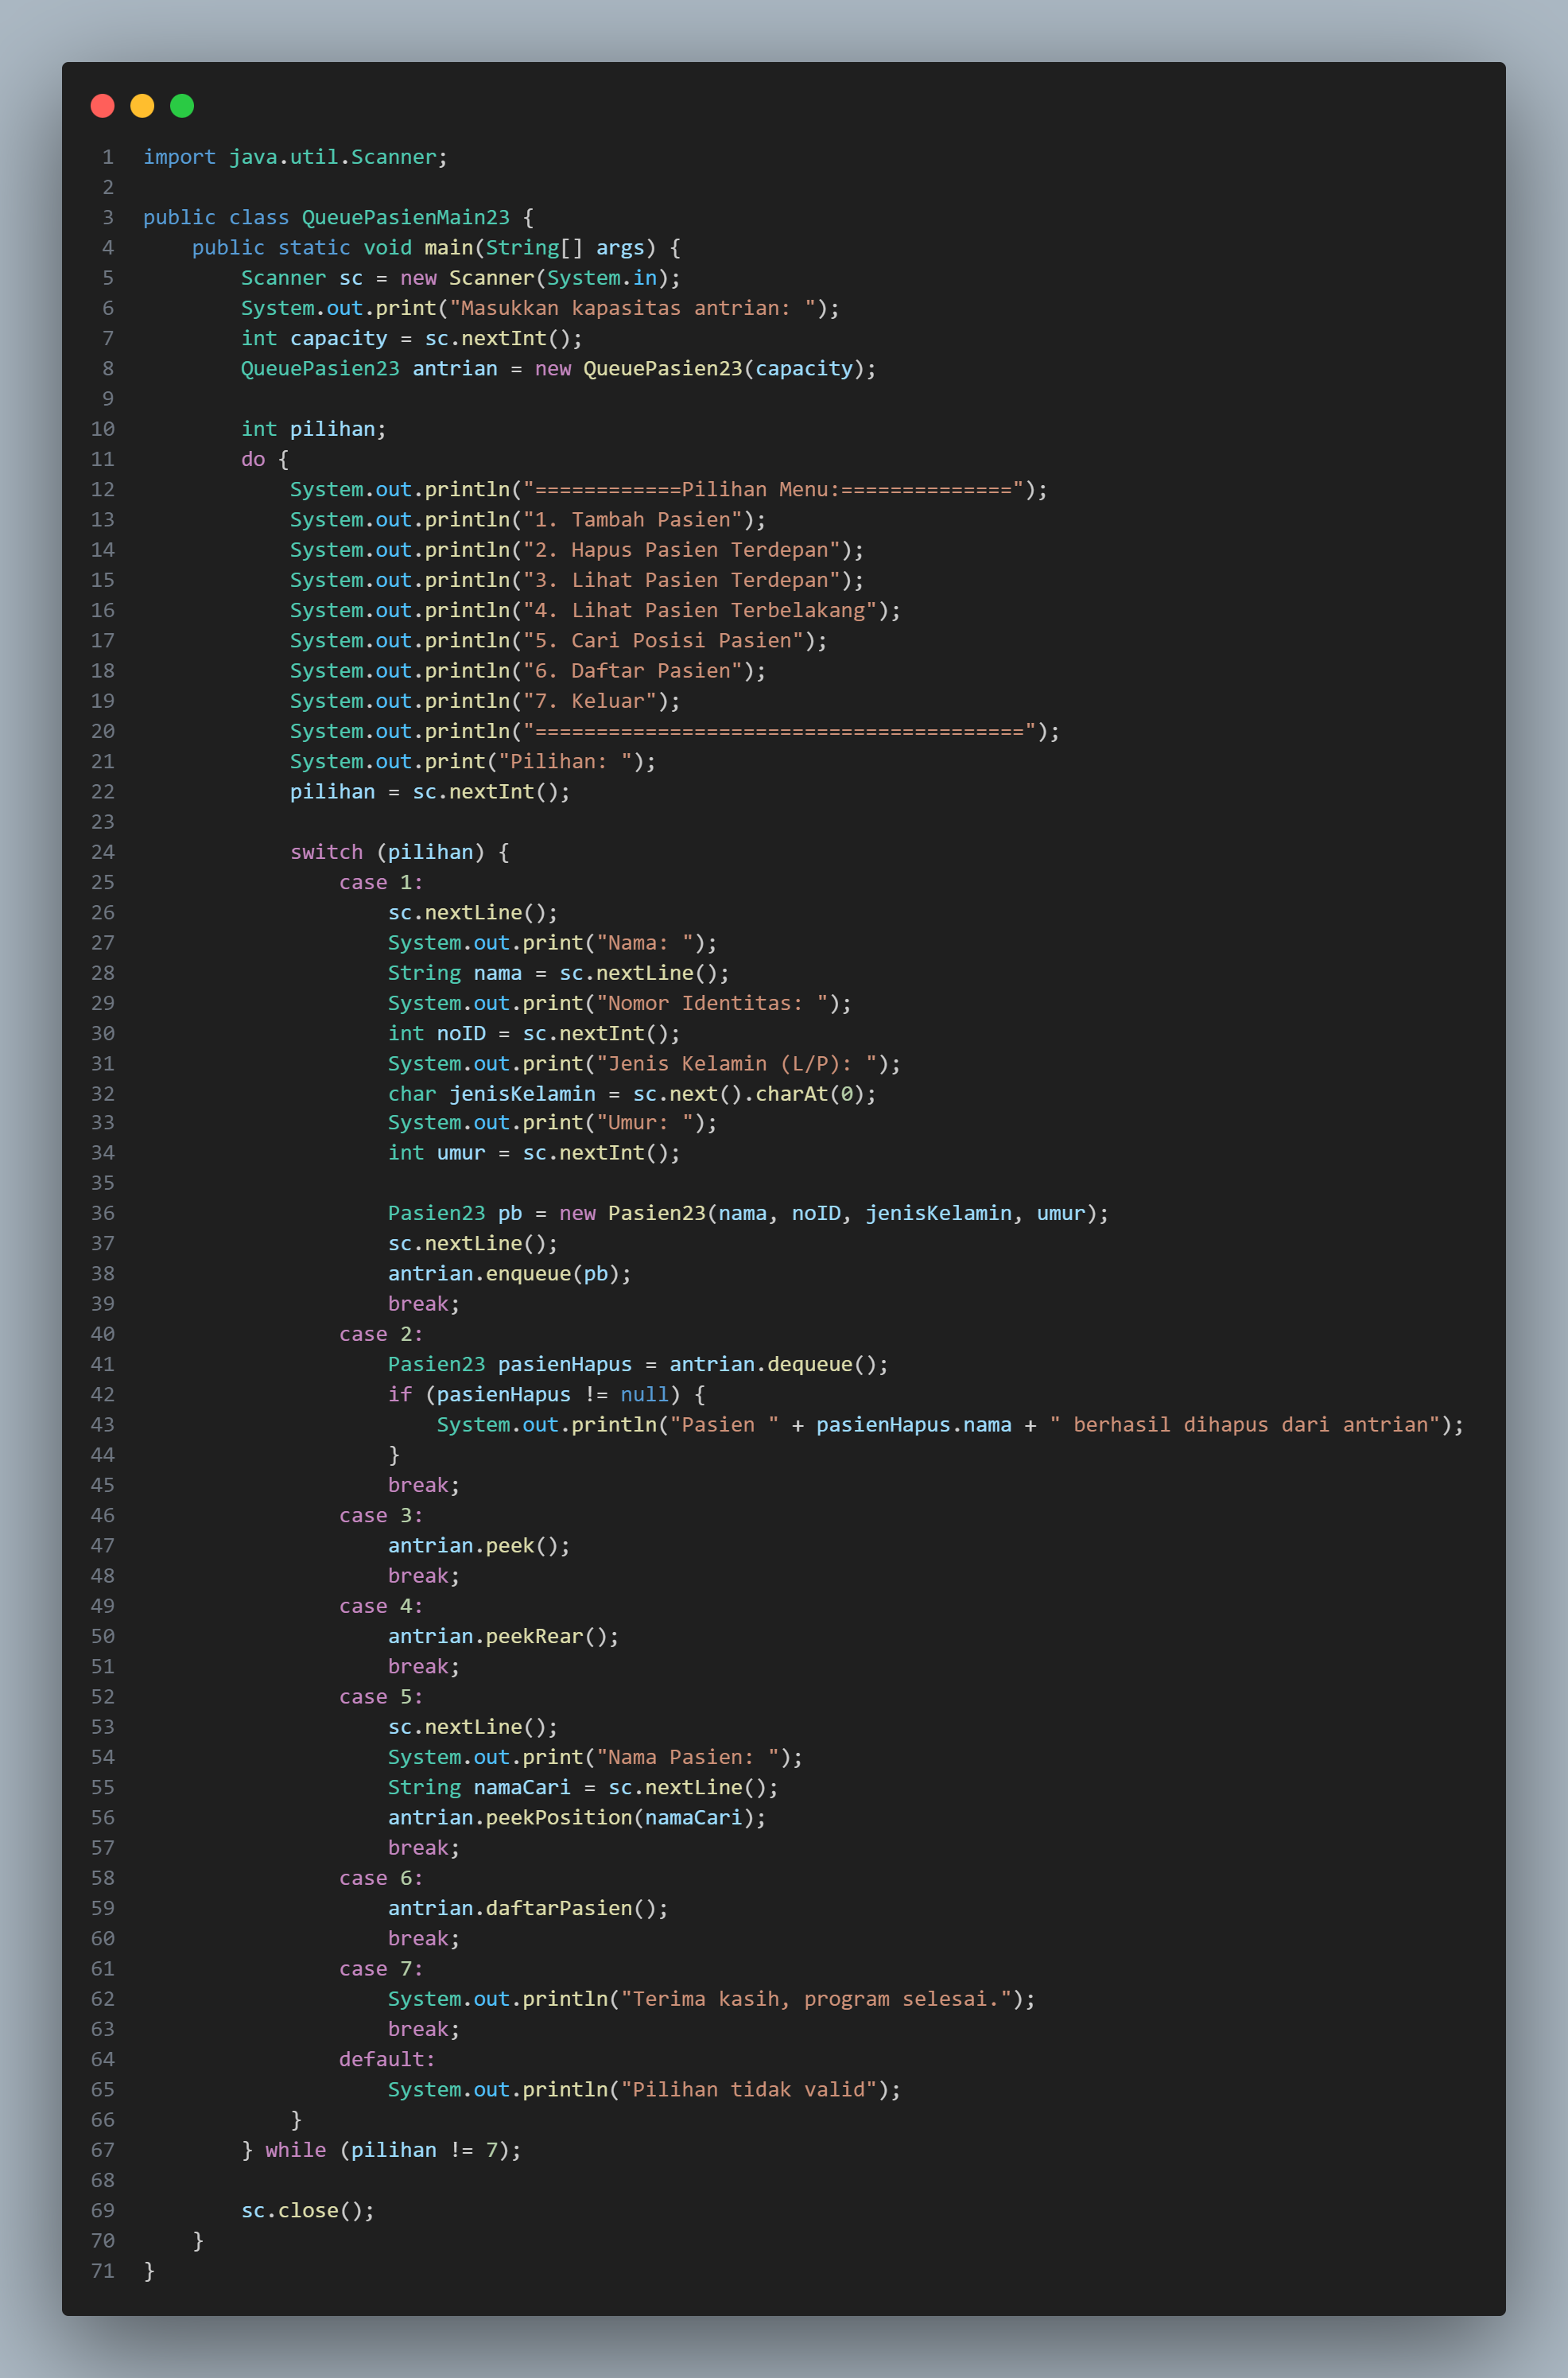 1 import java.util.Scanner;
2
3 public class QueuePasienMain23 {
4     public static void main(String[] args) {
5         Scanner sc = new Scanner(System.in);
6         System.out.print("Masukkan kapasitas antrian: ");
7         int capacity = sc.nextInt();
8         QueuePasien23 antrian = new QueuePasien23(capacity);
9
10         int pilihan;
11         do {
12             System.out.println("============Pilihan Menu:==============");
13             System.out.println("1. Tambah Pasien");
14             System.out.println("2. Hapus Pasien Terdepan");
15             System.out.println("3. Lihat Pasien Terdepan");
16             System.out.println("4. Lihat Pasien Terbelakang");
17             System.out.println("5. Cari Posisi Pasien");
18             System.out.println("6. Daftar Pasien");
19             System.out.println("7. Keluar");
20             System.out.println("========================================");
21             System.out.print("Pilihan: ");
22             pilihan = sc.nextInt();
23
24             switch (pilihan) {
25                 case 1:
26                     sc.nextLine();
27                     System.out.print("Nama: ");
28                     String nama = sc.nextLine();
29                     System.out.print("Nomor Identitas: ");
30                     int noID = sc.nextInt();
31                     System.out.print("Jenis Kelamin (L/P): ");
32                     char jenisKelamin = sc.next().charAt(0);
33                     System.out.print("Umur: ");
34                     int umur = sc.nextInt();
35
36                     Pasien23 pb = new Pasien23(nama, noID, jenisKelamin, umur);
37                     sc.nextLine();
38                     antrian.enqueue(pb);
39                     break;
40                 case 2:
41                     Pasien23 pasienHapus = antrian.dequeue();
42                     if (pasienHapus != null) {
43                         System.out.println("Pasien " + pasienHapus.nama + " berhasil dihapus dari antrian");
44                     }
45                     break;
46                 case 3:
47                     antrian.peek();
48                     break;
49                 case 4:
50                     antrian.peekRear();
51                     break;
52                 case 5:
53                     sc.nextLine();
54                     System.out.print("Nama Pasien: ");
55                     String namaCari = sc.nextLine();
56                     antrian.peekPosition(namaCari);
57                     break;
58                 case 6:
59                     antrian.daftarPasien();
60                     break;
61                 case 7:
62                     System.out.println("Terima kasih, program selesai.");
63                     break;
64                 default:
65                     System.out.println("Pilihan tidak valid");
66             }
67         } while (pilihan != 7);
68
69         sc.close();
70     }
71 }